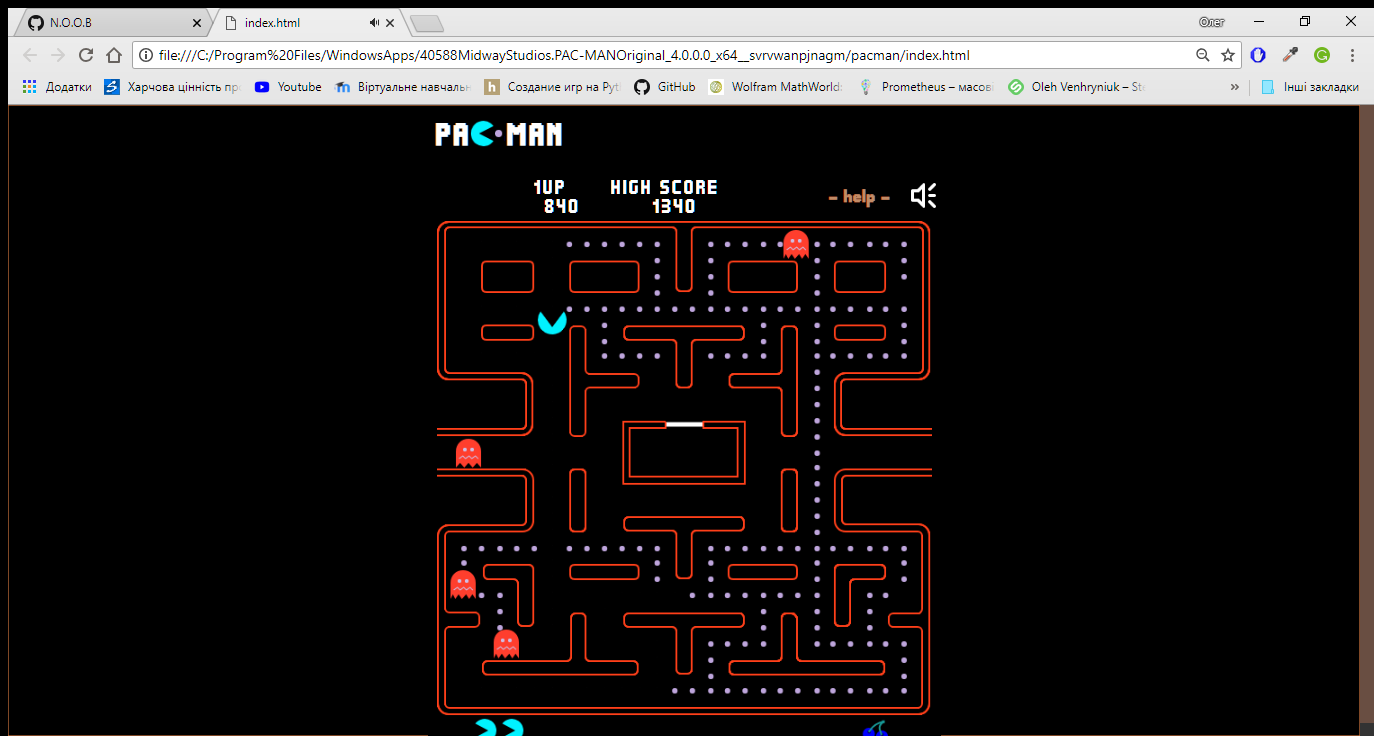 N.O.O.B
index.html
Олег
file:///C:/Program%20Files/WindowsApps/40588MidwayStudios.PAC-MANOriginal_4.0.0.0_x64__svrvwanpjnagm/pacman/index.html
Додатки
Харчова цінність пр
Youtube
Віртуальне навчаль
Создание игр на Pyt
GitHub
Wolfram MathWorld:
Prometheus – масові
Oleh Venhryniuk – St
»
Інші закладки
PAC-MAN
1UP HIGH SCORE
840 1340
– help –